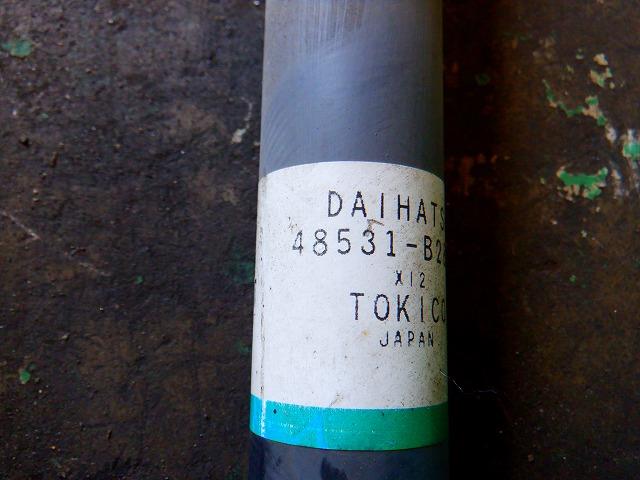 DAIHATS
48531-B2
X12
TOKICO
JAPAN